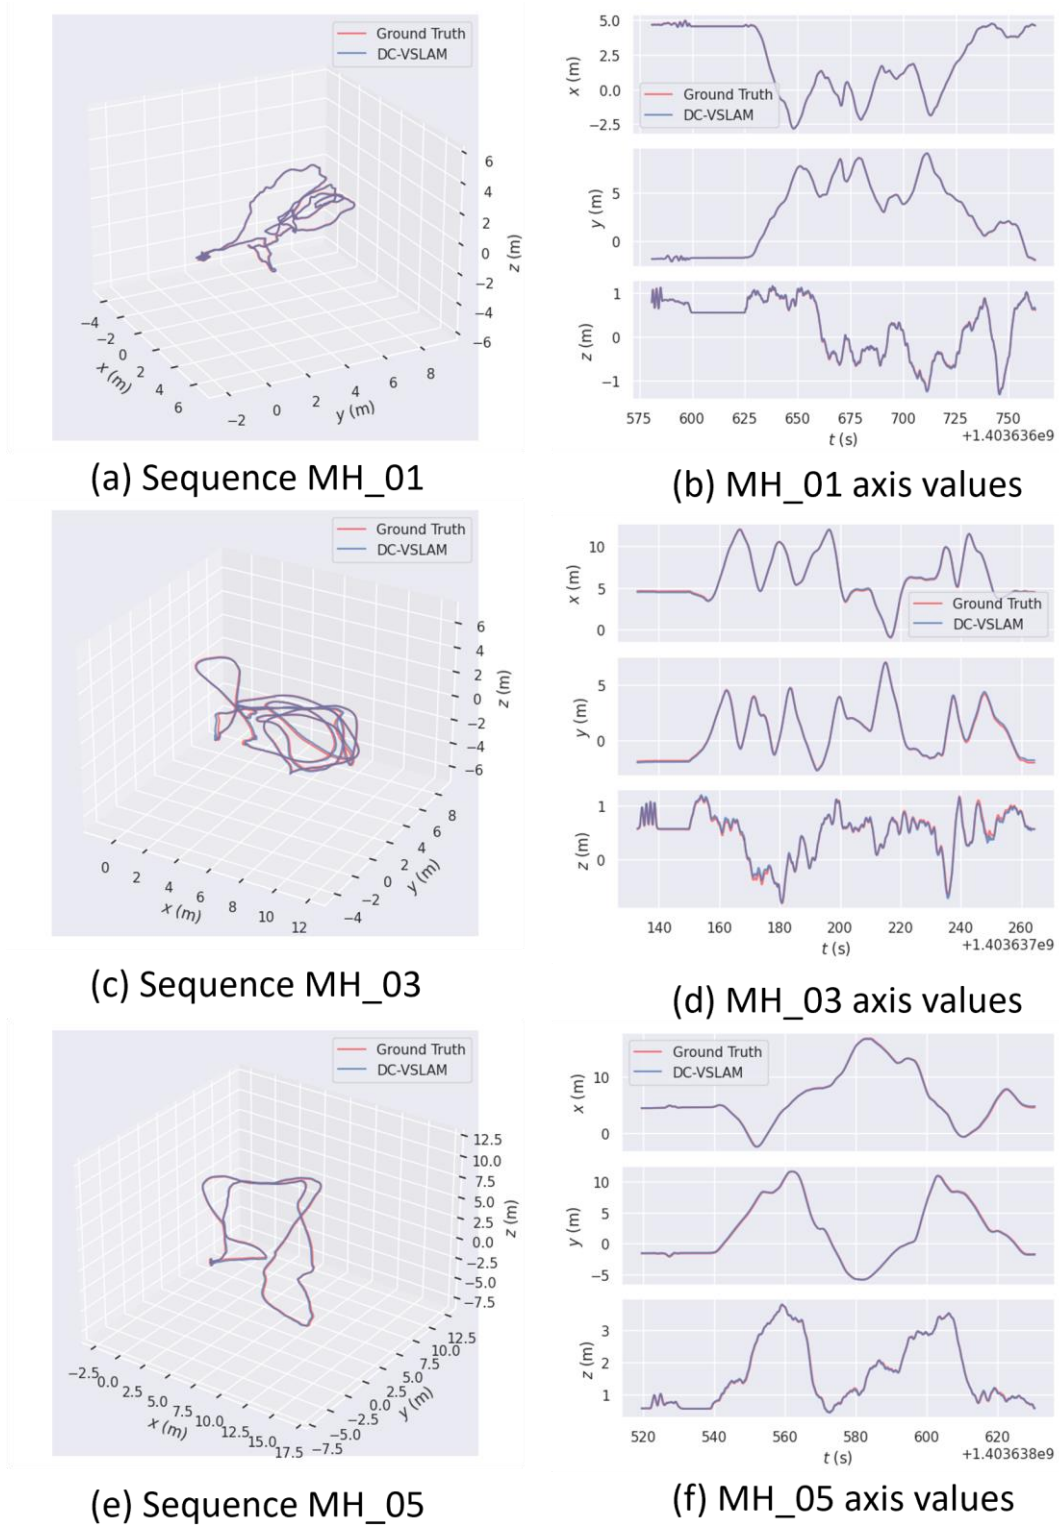 Ground Truth
DC-VSLAM
6
4
2
0
−2
−4
−6
z (m)
−4
−2
0
2
4
6
x (m)
−2
0
2
4
6
8
y (m)
(a) Sequence MH_01
5.0
2.5
0.0
−2.5
x (m)
Ground Truth
DC-VSLAM
5
0
y (m)
1
0
−1
z (m)
575 600 625 650 675 700 725 750
t (s)
+1.403636e9
(b) MH_01 axis values
Ground Truth
DC-VSLAM
6
4
2
0
−2
−4
−6
z (m)
0
2
4
6
8
10
12
x (m)
−4
−2
0
2
4
6
8
y (m)
(c) Sequence MH_03
10
5
0
x (m)
Ground Truth
DC-VSLAM
5
0
y (m)
1
0
z (m)
140 160 180 200 220 240 260
t (s)
+1.403637e9
(d) MH_03 axis values
Ground Truth
DC-VSLAM
12.5
10.0
7.5
5.0
2.5
0.0
−2.5
−5.0
−7.5
z (m)
−2.5
0.0
2.5
5.0
7.5
10.0
12.5
15.0
17.5
x (m)
−7.5
−5.0
−2.5
0.0
2.5
5.0
7.5
10.0
12.5
y (m)
(e) Sequence MH_05
10
0
x (m)
Ground Truth
DC-VSLAM
10
5
0
−5
y (m)
3
2
1
z (m)
520 540 560 580 600 620
t (s)
+1.403638e9
(f) MH_05 axis values